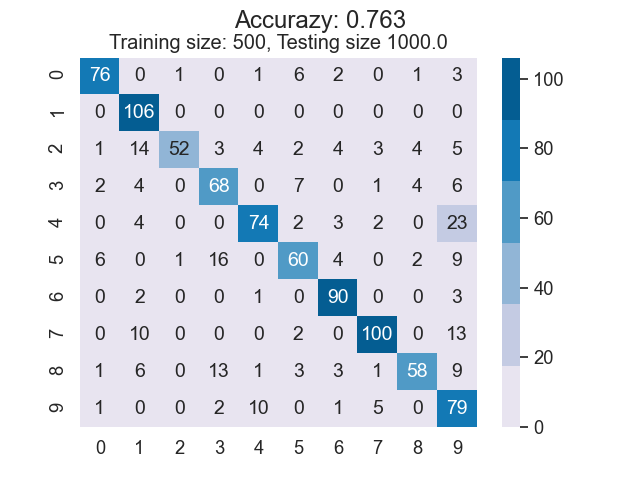 Accurazy: 0.763
Training size: 500, Testing size 1000.0
0 76 0 1 0 1 6 2 0 1 3
1 0 106 0 0 0 0 0 0 0 0
2 1 14 52 3 4 2 4 3 4 5
3 2 4 0 68 0 7 0 1 4 6
4 0 4 0 0 74 2 3 2 0 23
5 6 0 1 16 0 60 4 0 2 9
6 0 2 0 0 1 0 90 0 0 3
7 0 10 0 0 0 2 0 100 0 13
8 1 6 0 13 1 3 3 1 58 9
9 1 0 0 2 10 0 1 5 0 79
0 1 2 3 4 5 6 7 8 9
100
80
60
40
20
0